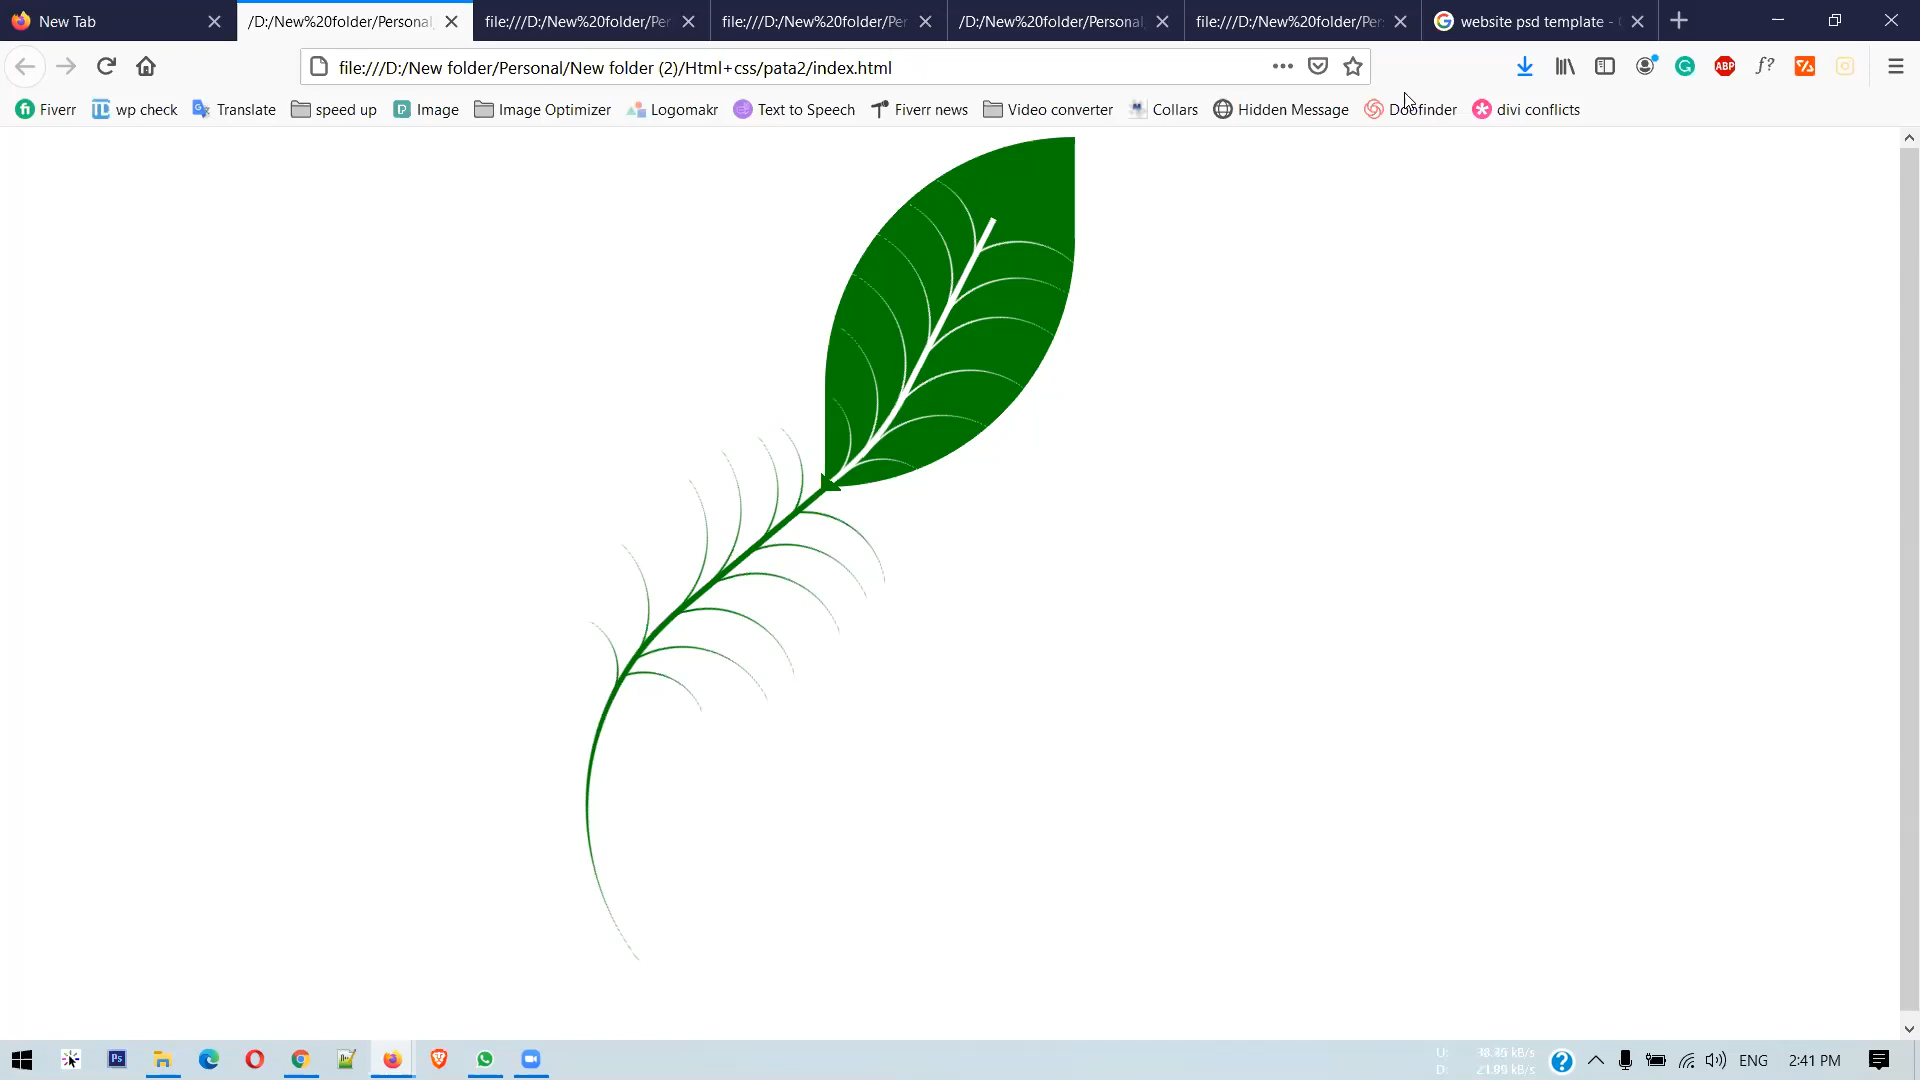 New Tab
/D:/New%20folder/Personal
file:///D:/New%20folder/Per
file:///D:/New%20folder/Per
/D:/New%20folder/Personal
file:///D:/New%20folder/Per
website psd template -
file:///D:/New folder/Personal/New folder (2)/Html+css/pata2/index.html
ABP
f?
Fiverr
wp check
Translate
speed up
Image
Image Optimizer
Logomakr
Text to Speech
Fiverr news
Video converter
Collars
Hidden Message
Doofinder
divi conflicts
Ps
U:
D:
ENG
2:41 PM